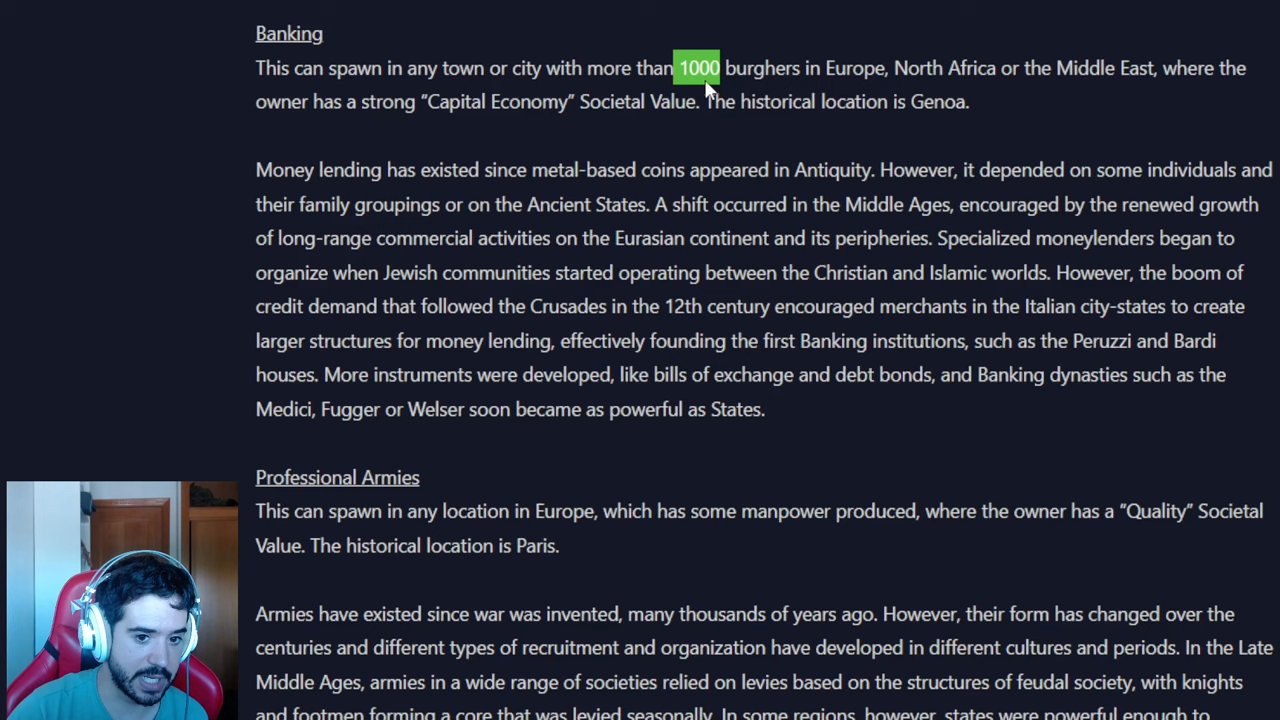 Banking
This can spawn in any town or city with more than 1000 burghers in Europe, North Africa or the Middle East, where the
owner has a strong “Capital Economy” Societal Value. The historical location is Genoa.
Money lending has existed since metal-based coins appeared in Antiquity. However, it depended on some individuals and
their family groupings or on the Ancient States. A shift occurred in the Middle Ages, encouraged by the renewed growth
of long-range commercial activities on the Eurasian continent and its peripheries. Specialized moneylenders began to
organize when Jewish communities started operating between the Christian and Islamic worlds. However, the boom of
credit demand that followed the Crusades in the 12th century encouraged merchants in the Italian city-states to create
larger structures for money lending, effectively founding the first Banking institutions, such as the Peruzzi and Bardi
houses. More instruments were developed, like bills of exchange and debt bonds, and Banking dynasties such as the
Medici, Fugger or Welser soon became as powerful as States.
Professional Armies
This can spawn in any location in Europe, which has some manpower produced, where the owner has a “Quality” Societal
Value. The historical location is Paris.
Armies have existed since war was invented, many thousands of years ago. However, their form has changed over the
centuries and different types of recruitment and organization have developed in different cultures and periods. In the Late
Middle Ages, armies in a wide range of societies relied on levies based on the structures of feudal society, with knights
and footmen forming a core that was levied seasonally. In some regions, however, states were powerful enough to